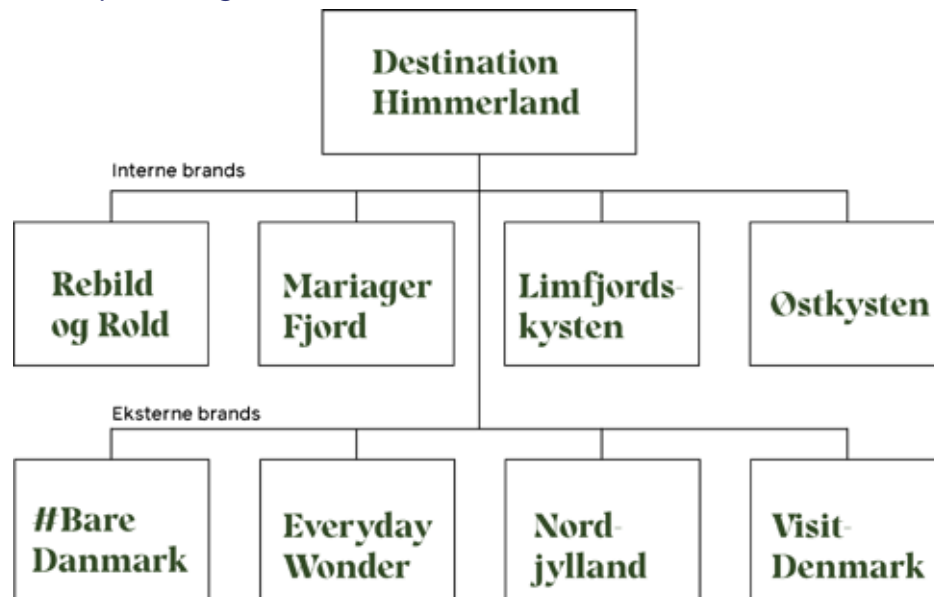 Destination
Himmerland
Interne brands
Rebild
og Rold
Mariager
Fjord
Limfjords-
kysten
Østkysten
Eksterne brands
#Bare
Danmark
Everyday
Wonder
Nord-
jylland
Visit-
Denmark